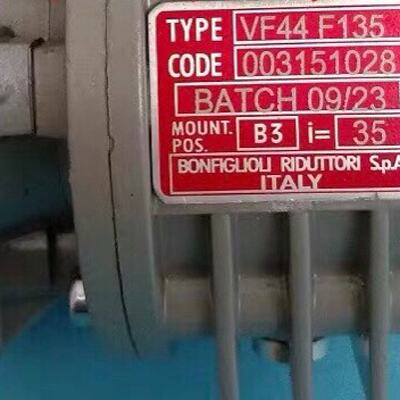 TYPE VF44 F135
CODE 003151028
BATCH 09/23
MOUNT. POS. B3 i= 35
BONFIGLIOLI RIDUTTORI S.p.A
ITALY